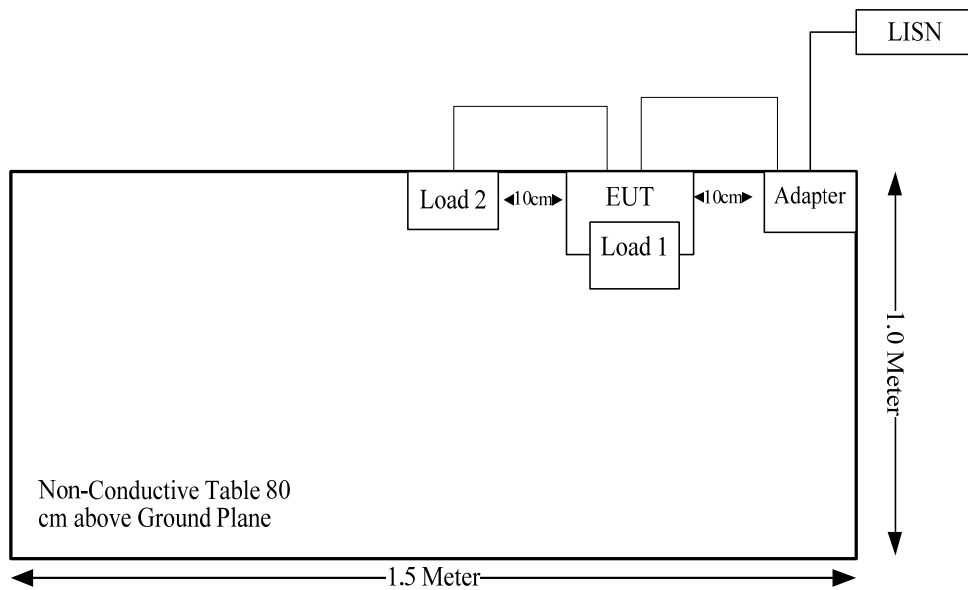 LISN
Load 2
10cm
EUT
10cm
Adapter
Load 1
1.0 Meter
Non-Conductive Table 80
cm above Ground Plane
1.5 Meter